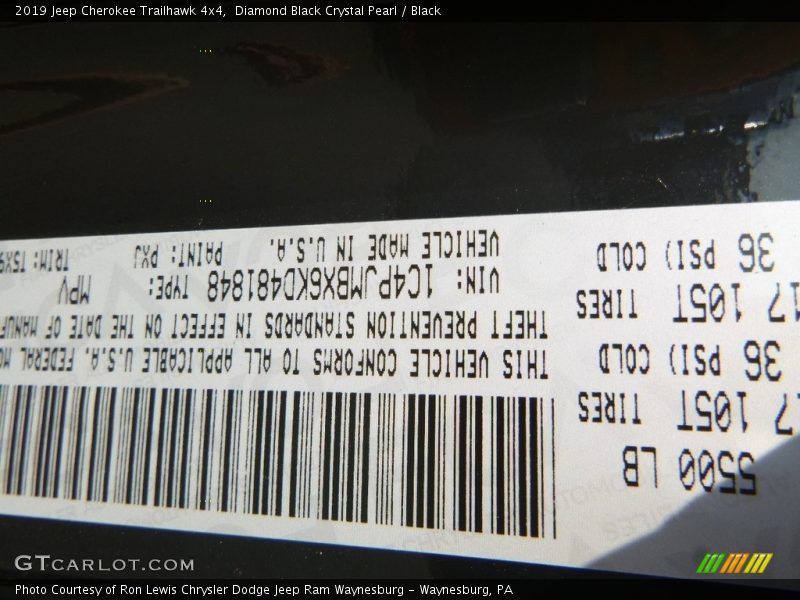 2019 Jeep Cherokee Trailhawk 4x4, Diamond Black Crystal Pearl / Black
5500 LB
17 105T TIRES
36 PSI) COLD
17 105T TIRES
36 PSI) COLD
THIS VEHICLE CONFORMS TO ALL APPLICABLE U.S.A. FEDERAL MO
THEFT PREVENTION STANDARDS IN EFFECT ON THE DATE OF MANUF
VIN: 1C4PJMBX6KD481848 TYPE: MPV
VEHICLE MADE IN U.S.A. PAINT: PXJ TRIM:
GTCARLOT.COM
Photo Courtesy of Ron Lewis Chrysler Dodge Jeep Ram Waynesburg – Waynesburg, PA